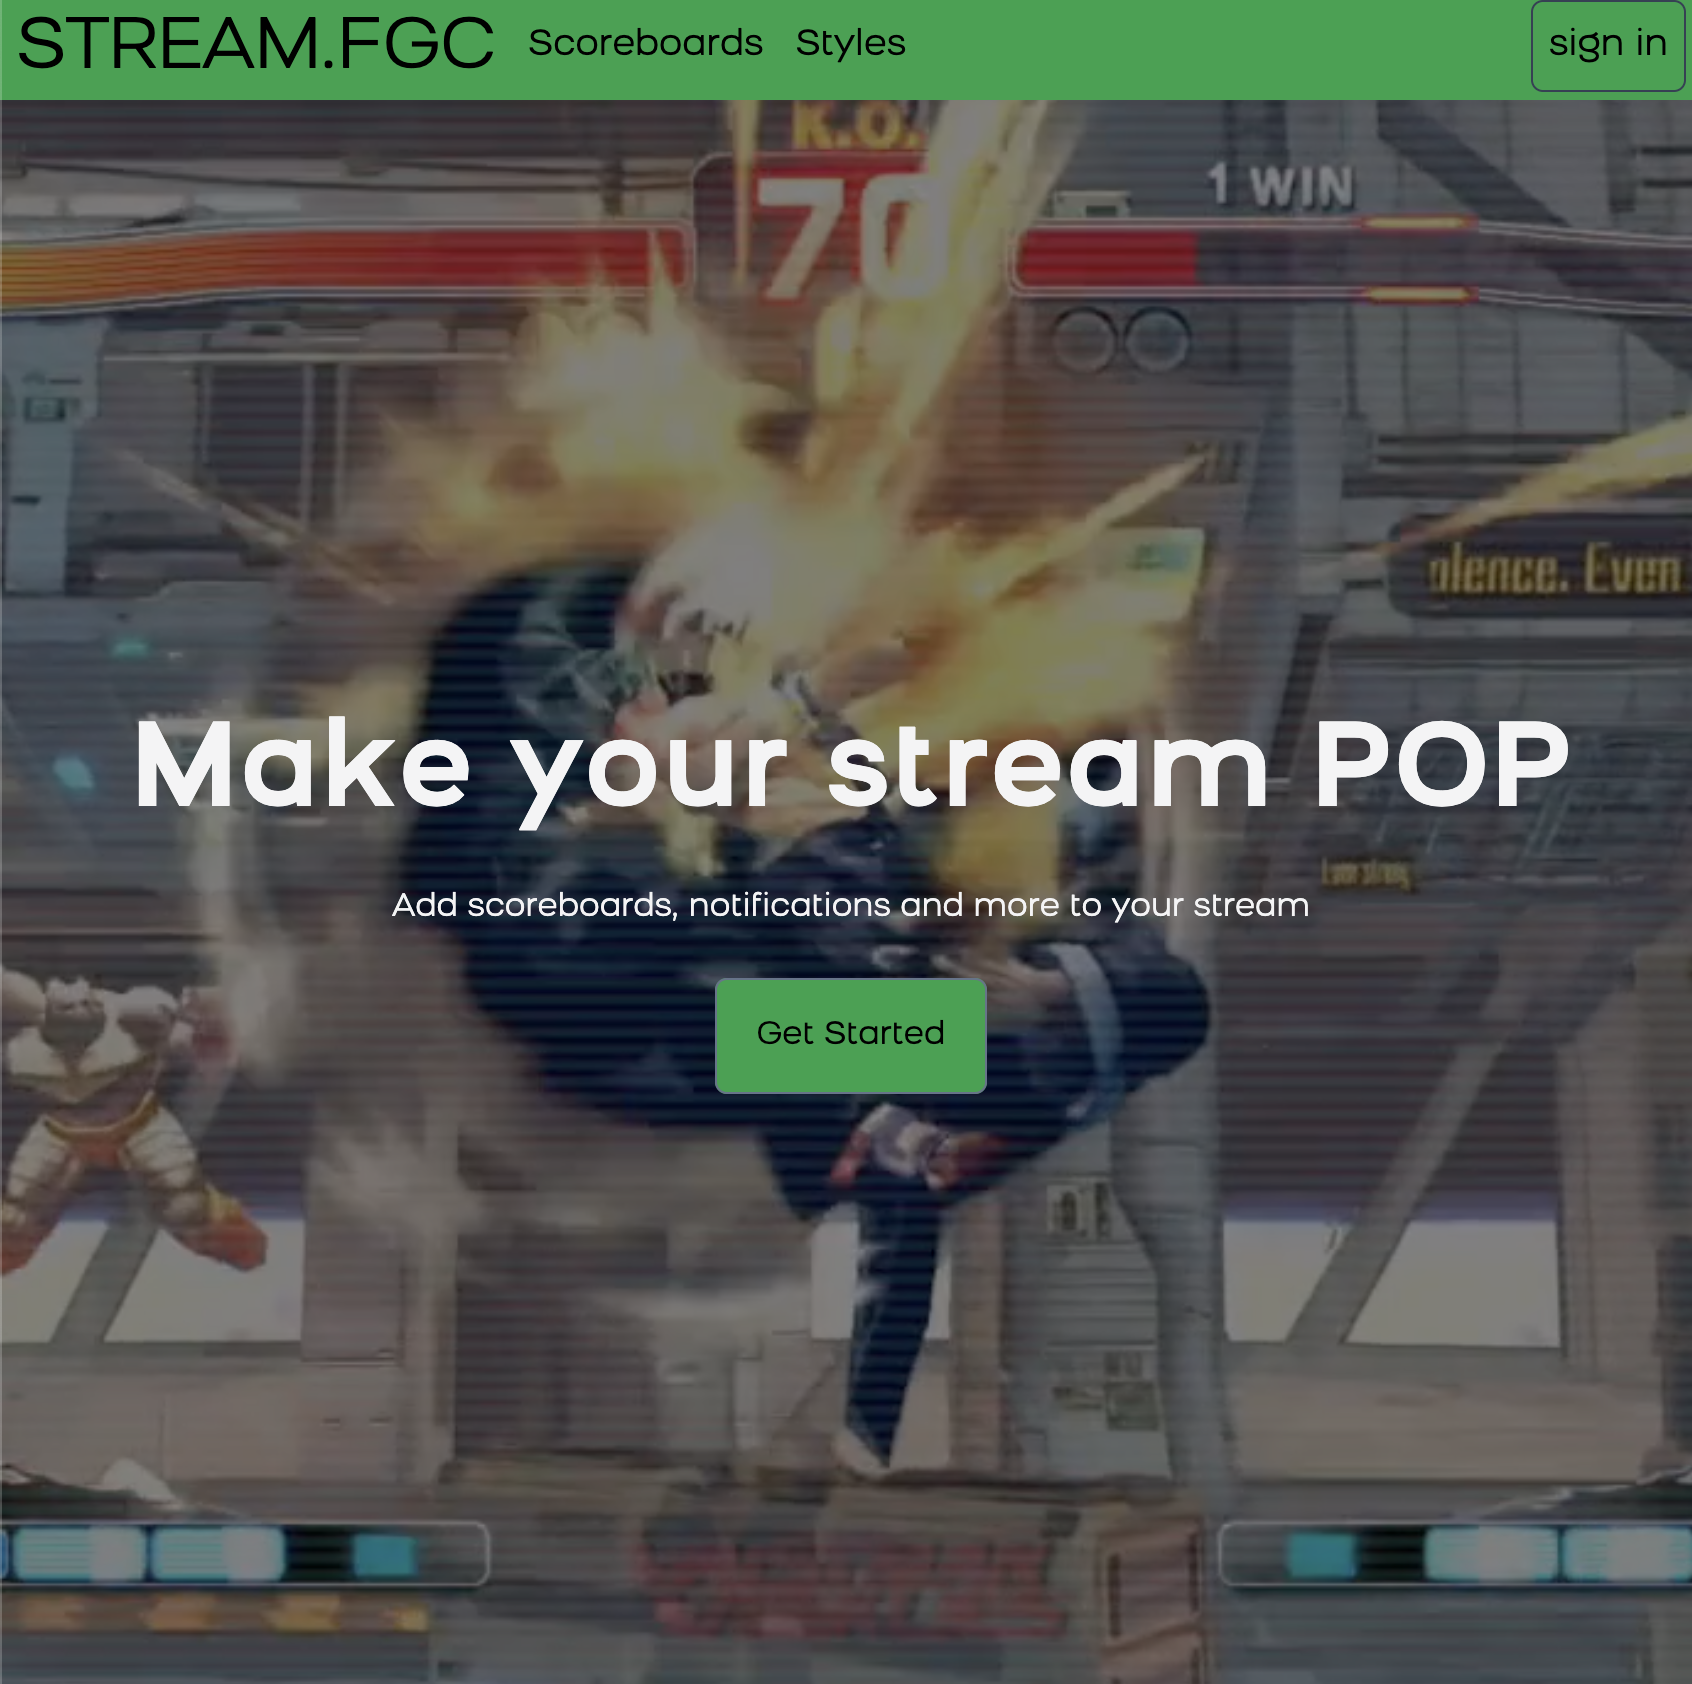 STREAM.FGC Scoreboards Styles sign in
K.O.
70
1 WIN
olence. Even
Make your stream POP
Add scoreboards, notifications and more to your stream
Get Started